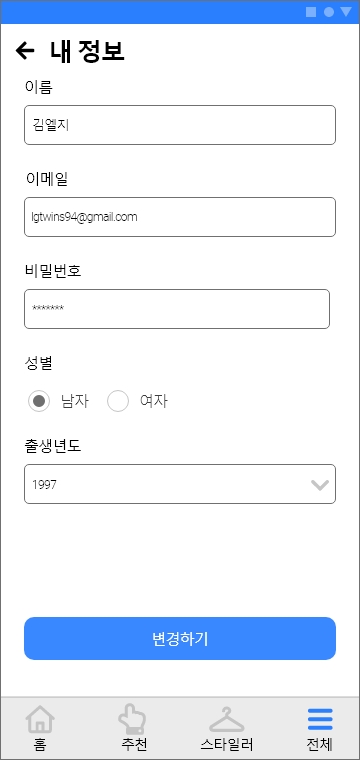 내 정보
이름
김엘지
이메일
lgtwins94@gmail.com
비밀번호
*******
성별
남자 여자
출생년도
1997
변경하기
홈 추천 스타일러 전체